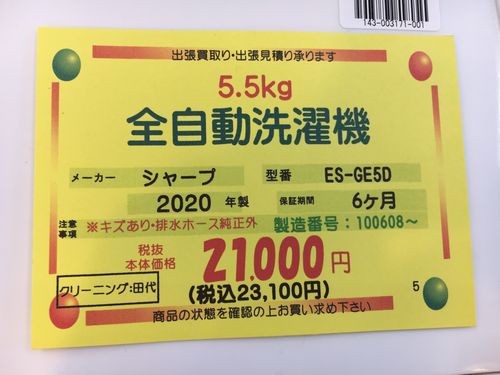 143-003171-001
出張買取り・出張見積り承ります
5.5kg
全自動洗濯機
メーカー シャープ 型番 ES-GE5D
2020 年製 保証期間 6ヶ月
注意事項 ※キズあり・排水ホース純正外 製造番号：100608～
税抜
本体価格 21,000円
クリーニング:田代 (税込23,100円) 5
商品の状態を確認の上お買い求め下さい